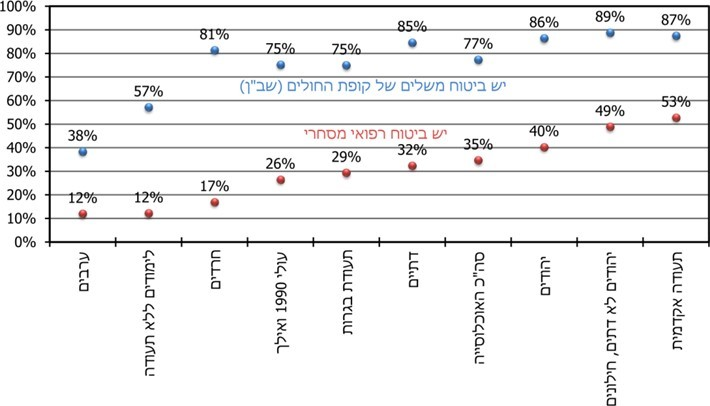 100%
90%
80%
70%
60%
50%
40%
30%
20%
10%
0%
38%
57%
81%
75%
75%
85%
77%
86%
89%
87%
יש ביטוח משלים של קופת החולים (שב"ן)
יש ביטוח רפואי מסחרי
12%
12%
17%
26%
29%
32%
35%
40%
49%
53%
ערבים
לימודים ללא תעודה
חרדים
עולי 1990 ואילך
תעודת בגרות
דתיים
סה"כ האוכלוסייה
יהודים
יהודים לא דתים, חילונים
תעודה אקדמית